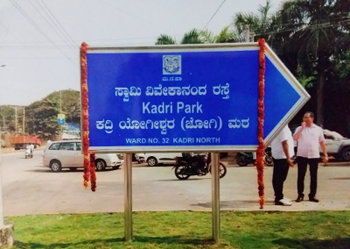 ಮ.ನ.ಪಾ
ಸ್ವಾಮಿ ವಿವೇಕಾನಂದ ರಸ್ತೆ
Kadri Park
ಕದ್ರಿ ಯೋಗೀಶ್ವರ (ಜೋಗಿ) ಮಠ
WARD NO. 32 KADRI NORTH